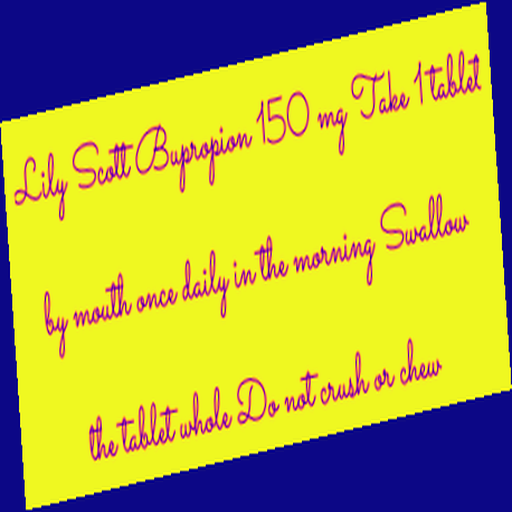 Lily Scott Bupropion 150 mg Take 1 tablet
by mouth once daily in the morning Swallow
the tablet whole Do not crush or chew